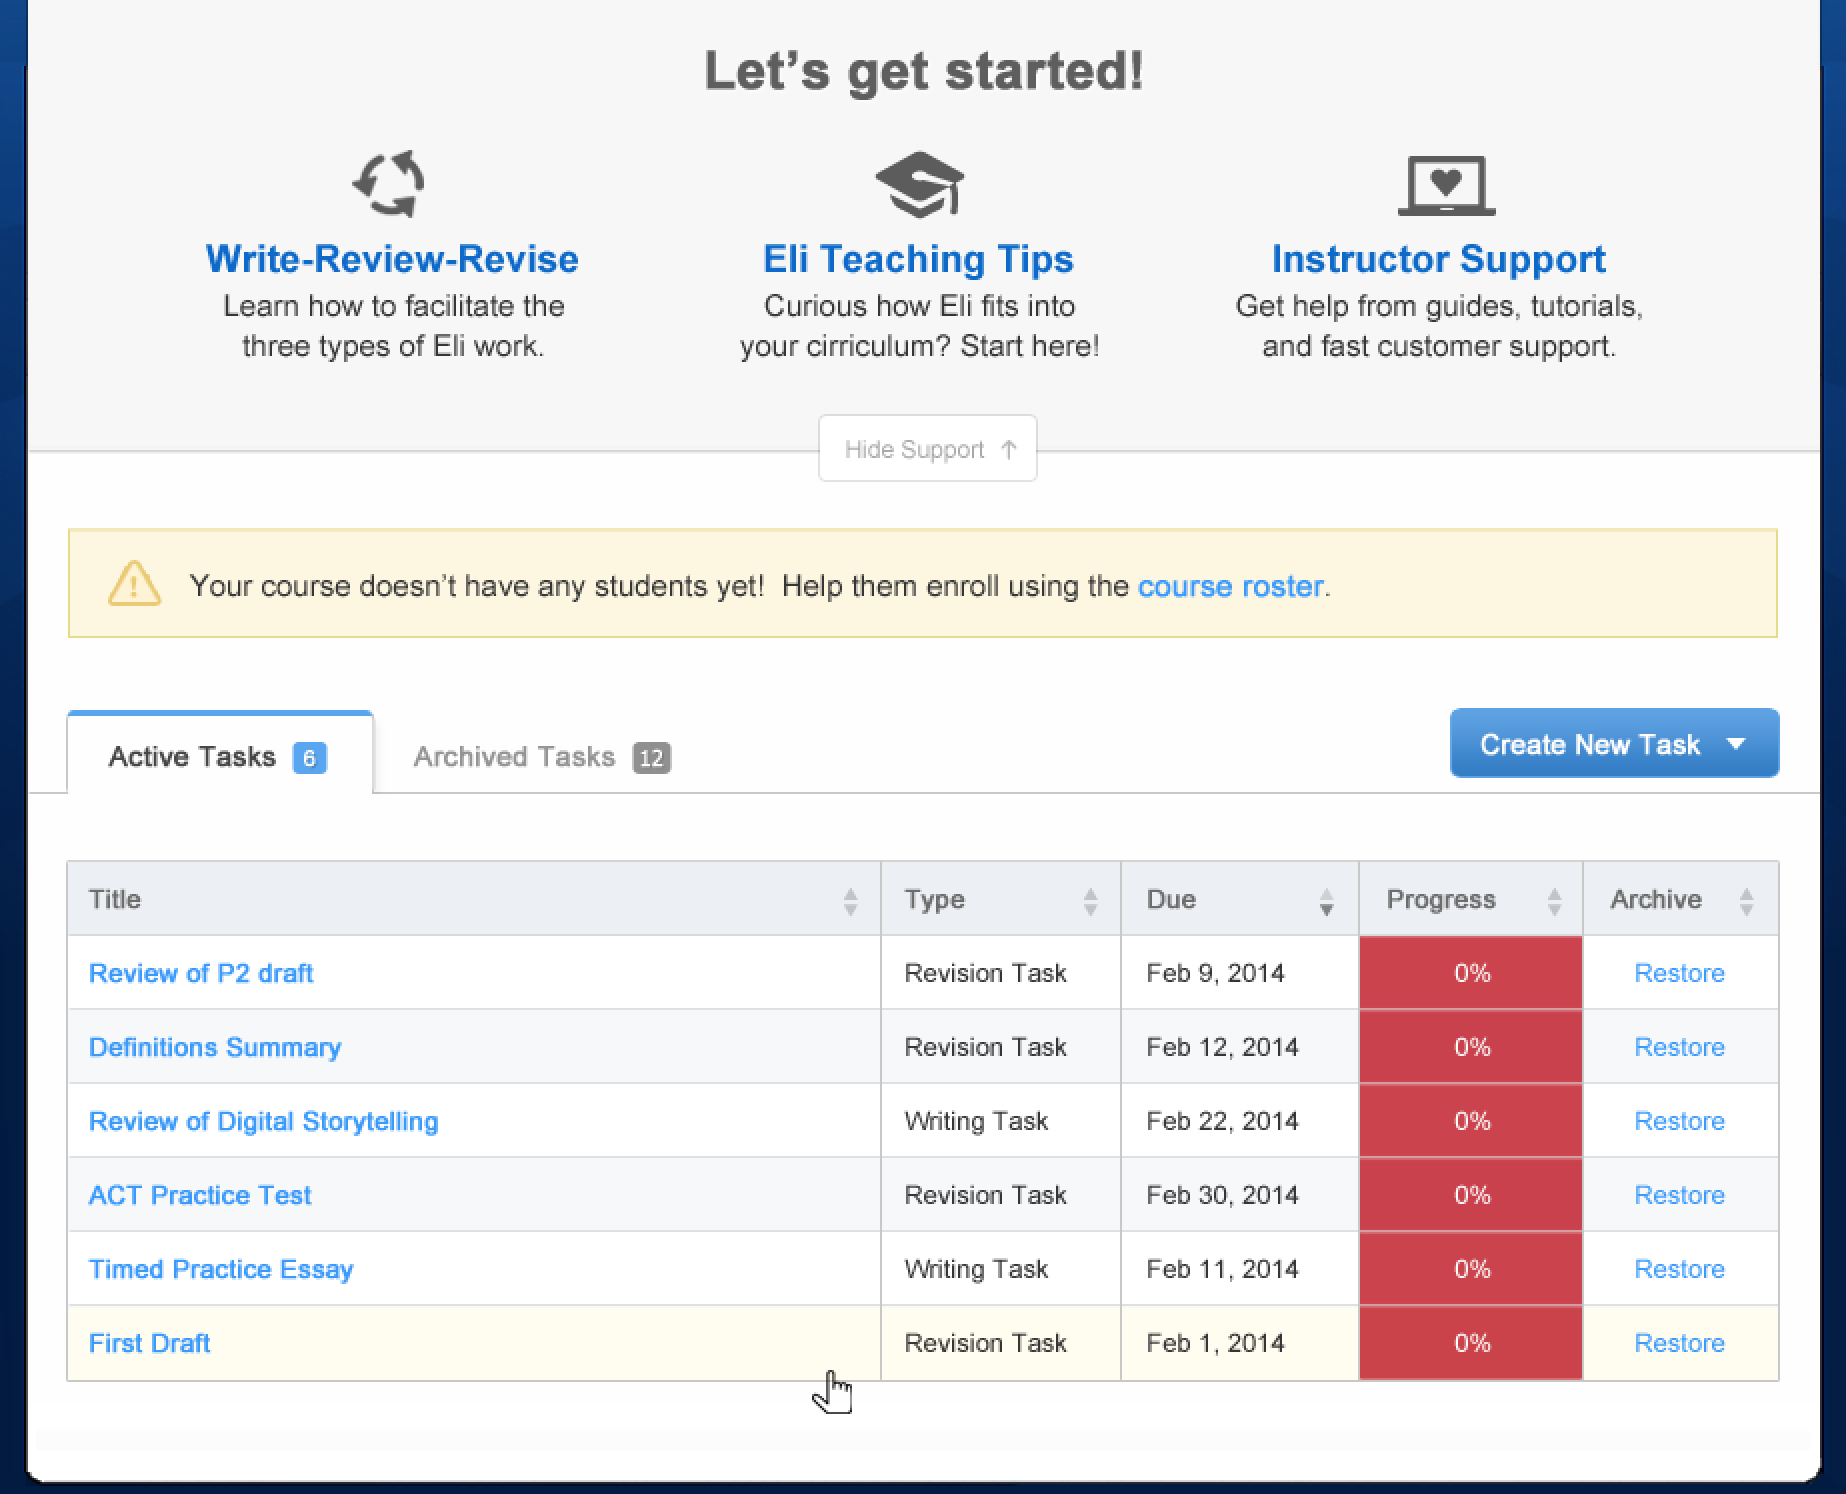 Let's get started!
Write-Review-Revise
Learn how to facilitate the
three types of Eli work.
Eli Teaching Tips
Curious how Eli fits into
your cirriculum? Start here!
Instructor Support
Get help from guides, tutorials,
and fast customer support.
Hide Support ↑
Your course doesn't have any students yet! Help them enroll using the course roster.
Active Tasks 6 Archived Tasks 12 Create New Task
Title Type Due Progress Archive
Review of P2 draft Revision Task Feb 9, 2014 0% Restore
Definitions Summary Revision Task Feb 12, 2014 0% Restore
Review of Digital Storytelling Writing Task Feb 22, 2014 0% Restore
ACT Practice Test Revision Task Feb 30, 2014 0% Restore
Timed Practice Essay Writing Task Feb 11, 2014 0% Restore
First Draft Revision Task Feb 1, 2014 0% Restore